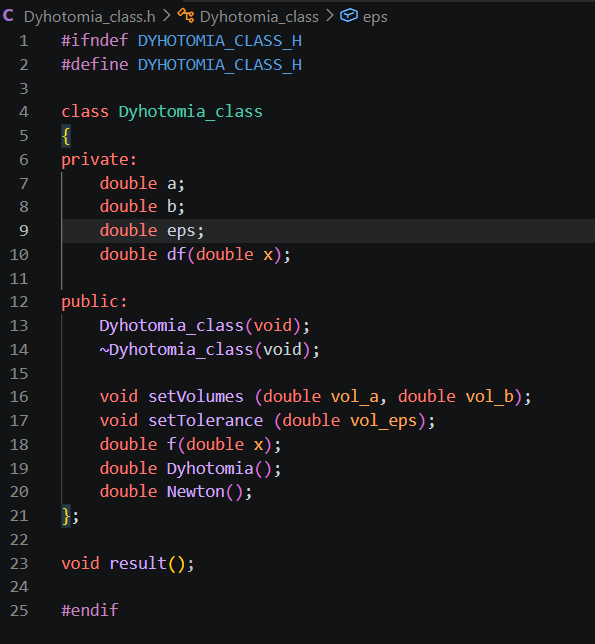 Dyhotomia_class.h > Dyhotomia_class > eps
1 #ifndef DYHOTOMIA_CLASS_H
2 #define DYHOTOMIA_CLASS_H
3
4 class Dyhotomia_class
5 {
6 private:
7     double a;
8     double b;
9     double eps;
10     double df(double x);
11
12 public:
13     Dyhotomia_class(void);
14     ~Dyhotomia_class(void);
15
16     void setVolumes (double vol_a, double vol_b);
17     void setTolerance (double vol_eps);
18     double f(double x);
19     double Dyhotomia();
20     double Newton();
21 };
22
23 void result();
24
25 #endif